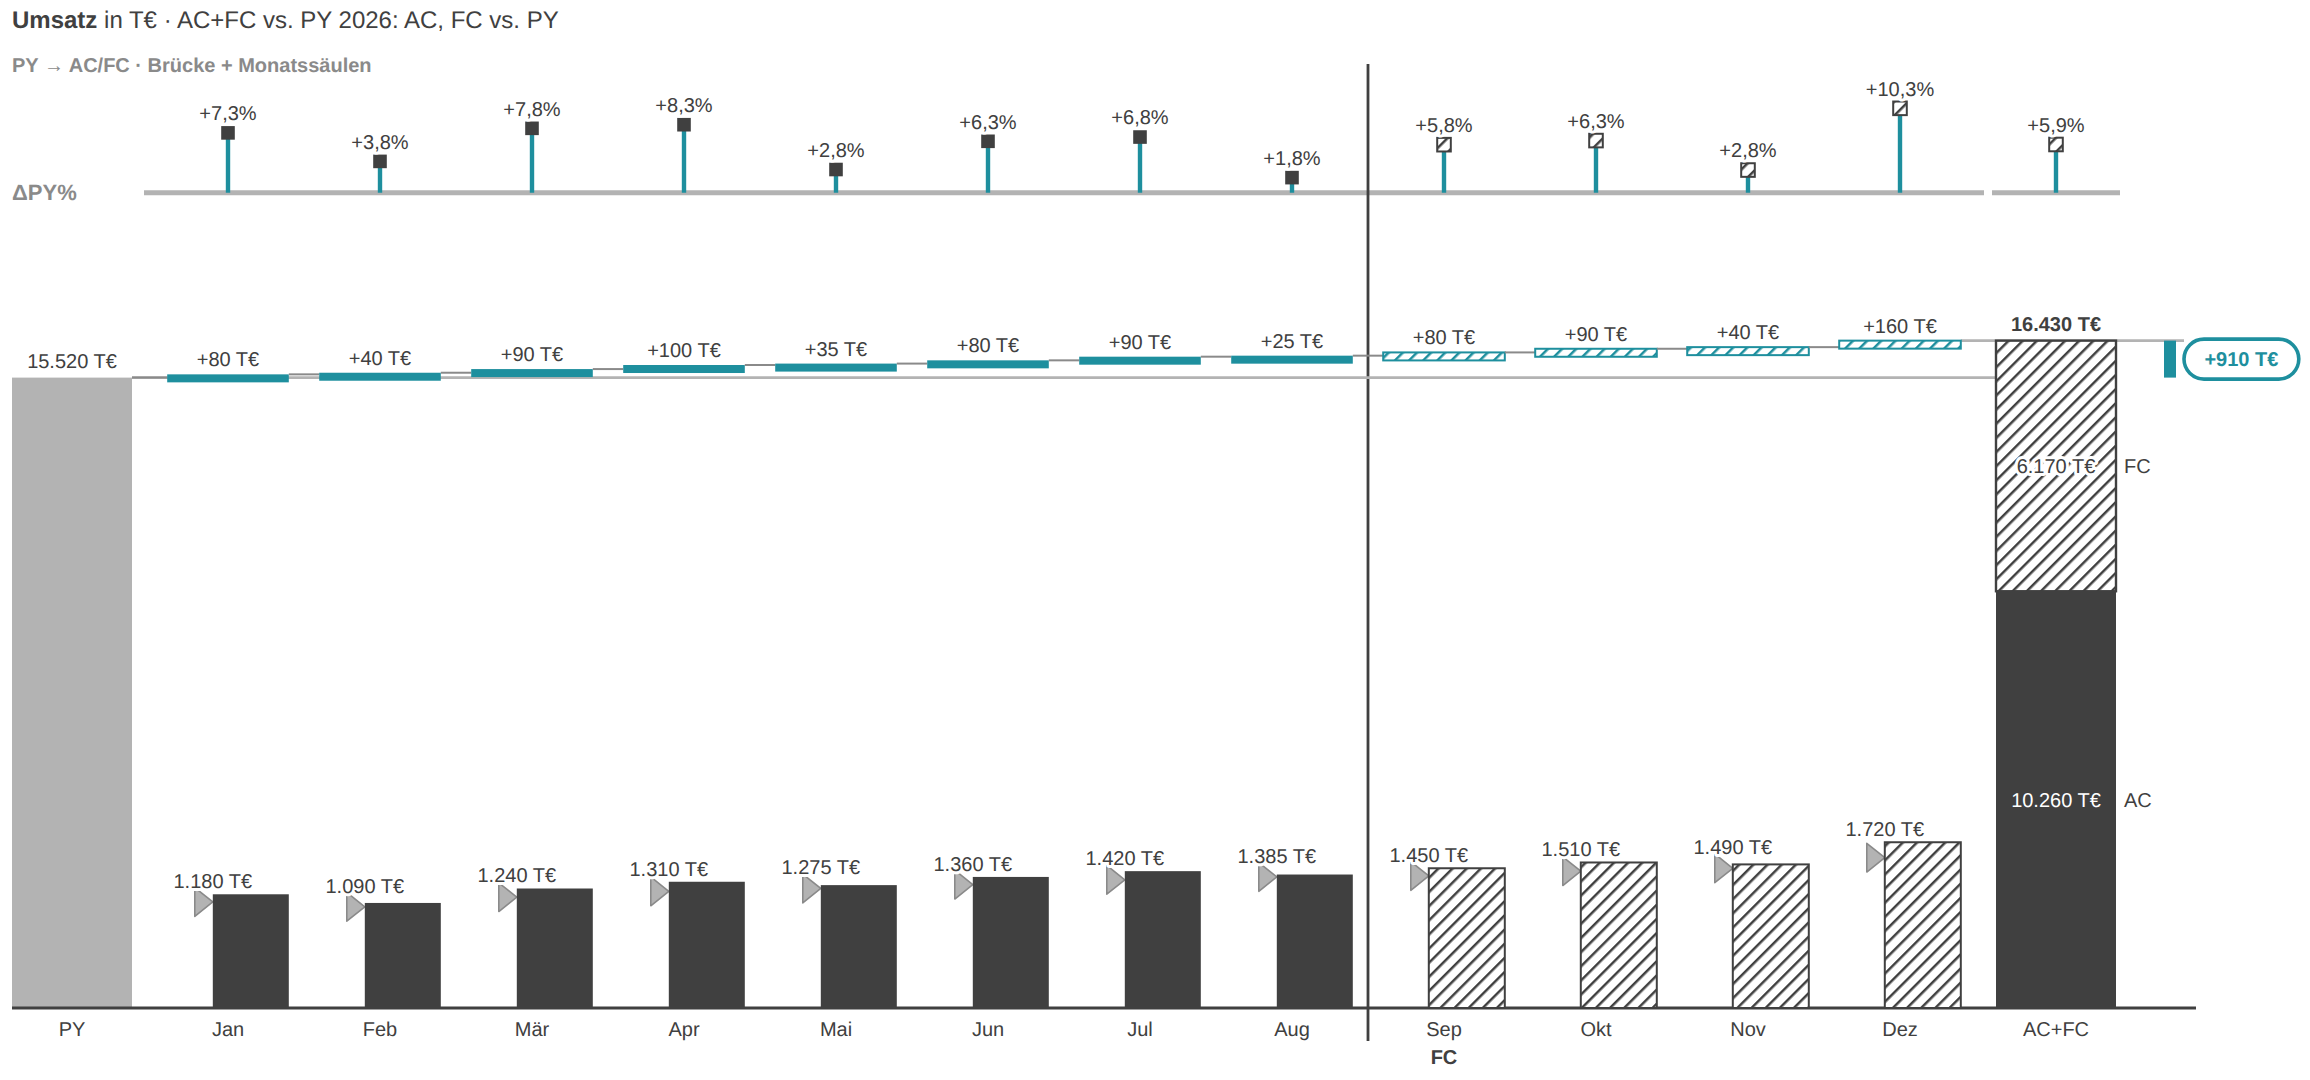 Umsatz in T€ · AC+FC vs. PY 2026: AC, FC vs. PY
PY → AC/FC · Brücke + Monatssäulen
+7,3% +3,8% +7,8% +8,3% +2,8% +6,3% +6,8% +1,8% +5,8% +6,3% +2,8% +10,3% +5,9%
ΔPY%
15.520 T€ +80 T€ +40 T€ +90 T€ +100 T€ +35 T€ +80 T€ +90 T€ +25 T€ +80 T€ +90 T€ +40 T€ +160 T€ 16.430 T€ +910 T€
6.170 T€ FC
10.260 T€ AC
1.180 T€ 1.090 T€ 1.240 T€ 1.310 T€ 1.275 T€ 1.360 T€ 1.420 T€ 1.385 T€ 1.450 T€ 1.510 T€ 1.490 T€ 1.720 T€
PY Jan Feb Mär Apr Mai Jun Jul Aug Sep Okt Nov Dez AC+FC
FC